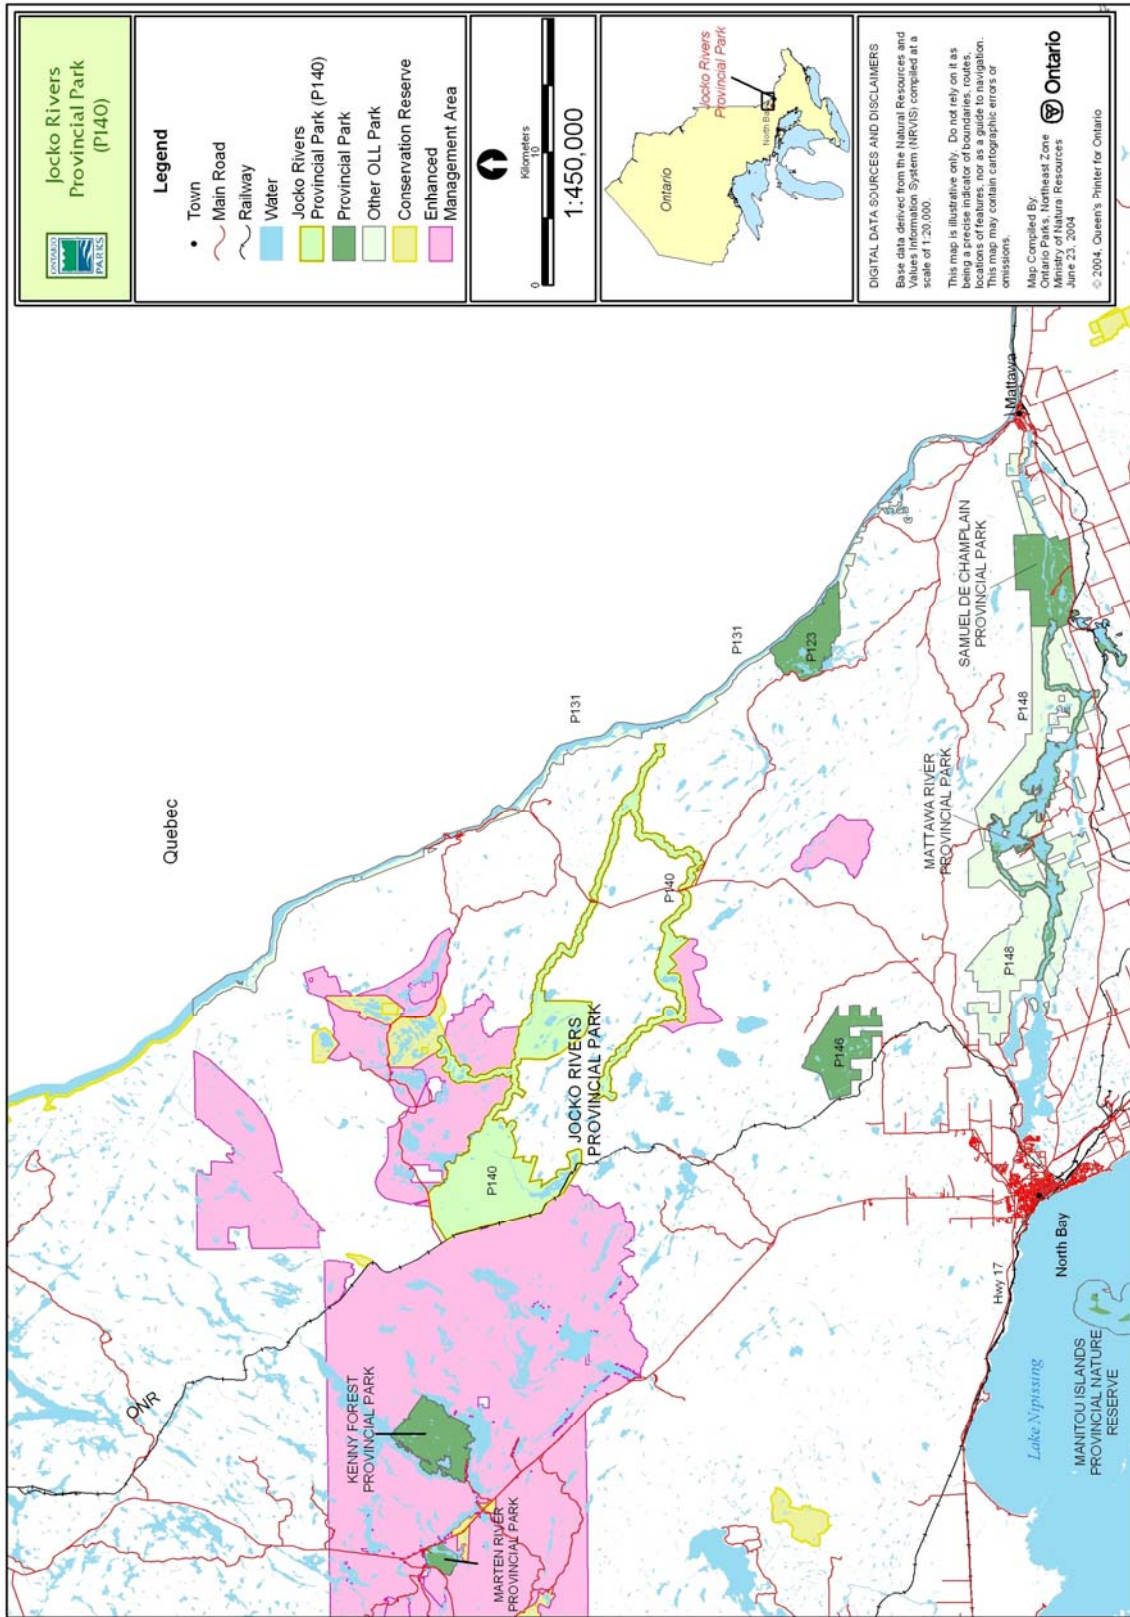 ONTARIO
PARKS
Jocko Rivers
Provincial Park
(P140)
Legend
Town
Main Road
Railway
Water
Jocko Rivers
Provincial Park (P140)
Provincial Park
Other OLL Park
Conservation Reserve
Enhanced
Management Area
Kilometers
0
10
1:450,000
Ontario
North Bay
Jocko Rivers
Provincial Park
DIGITAL DATA SOURCES AND DISCLAIMERS
Base data derived from the Natural Resources and
Values Information System (NRVIS) compiled at a
scale of 1:20,000.
This map is illustrative only. Do not rely on it as
being a precise indicator of boundaries, routes,
locations of features, nor as a guide to navigation.
This map may contain cartographic errors or
omissions.
Map Compiled By:
Ontario Parks, Northeast Zone
Ministry of Natural Resources
June 23, 2004
Ontario
© 2004, Queen's Printer for Ontario
Quebec
ONR
KENNY FOREST
PROVINCIAL PARK
MARTEN RIVER
PROVINCIAL PARK
P140
JOCKO RIVERS
PROVINCIAL PARK
P140
P131
P131
P123
P146
MATTAWA RIVER
PROVINCIAL PARK
P148
P148
SAMUEL DE CHAMPLAIN
PROVINCIAL PARK
Mattawa
Hwy 17
North Bay
Lake Nipissing
MANITOU ISLANDS
PROVINCIAL NATURE
RESERVE